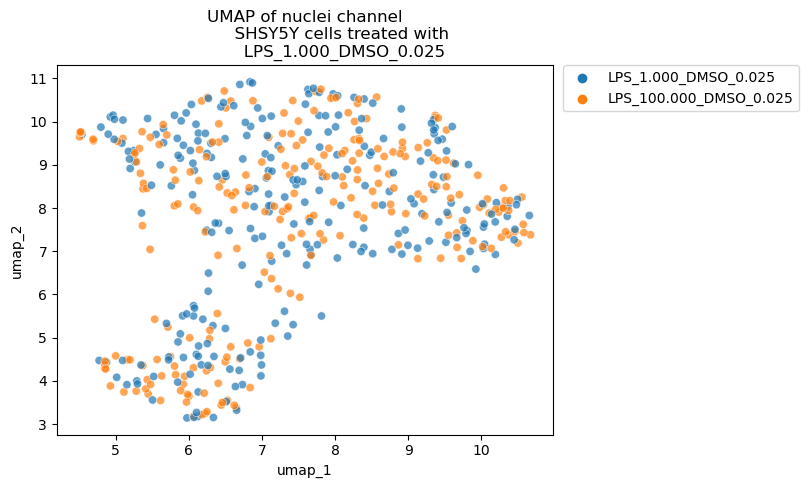 UMAP of nuclei channel
SHSY5Y cells treated with
LPS_1.000_DMSO_0.025
LPS_1.000_DMSO_0.025
LPS_100.000_DMSO_0.025
umap_2
11
10
9
8
7
6
5
4
3
5
6
7
8
9
10
umap_1